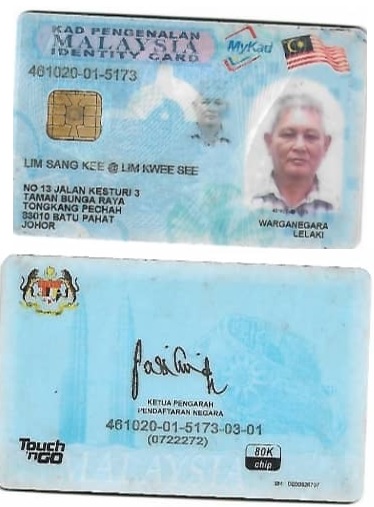 KAD PENGENALAN
MALAYSIA
IDENTITY CARD
MyKad
461020-01-5173
LIM SANG KEE @ LIM KWEE SEE
NO 13 JALAN KESTURI 3
TAMAN BUNGA RAYA
TONGKANG PECHAH
83010 BATU PAHAT
JOHOR
WARGANEGARA
LELAKI
KETUA PENGARAH
PENDAFTARAN NEGARA
461020-01-5173-03-01
(0722272)
Touch
'nGO
80K
chip
MALAYSIA